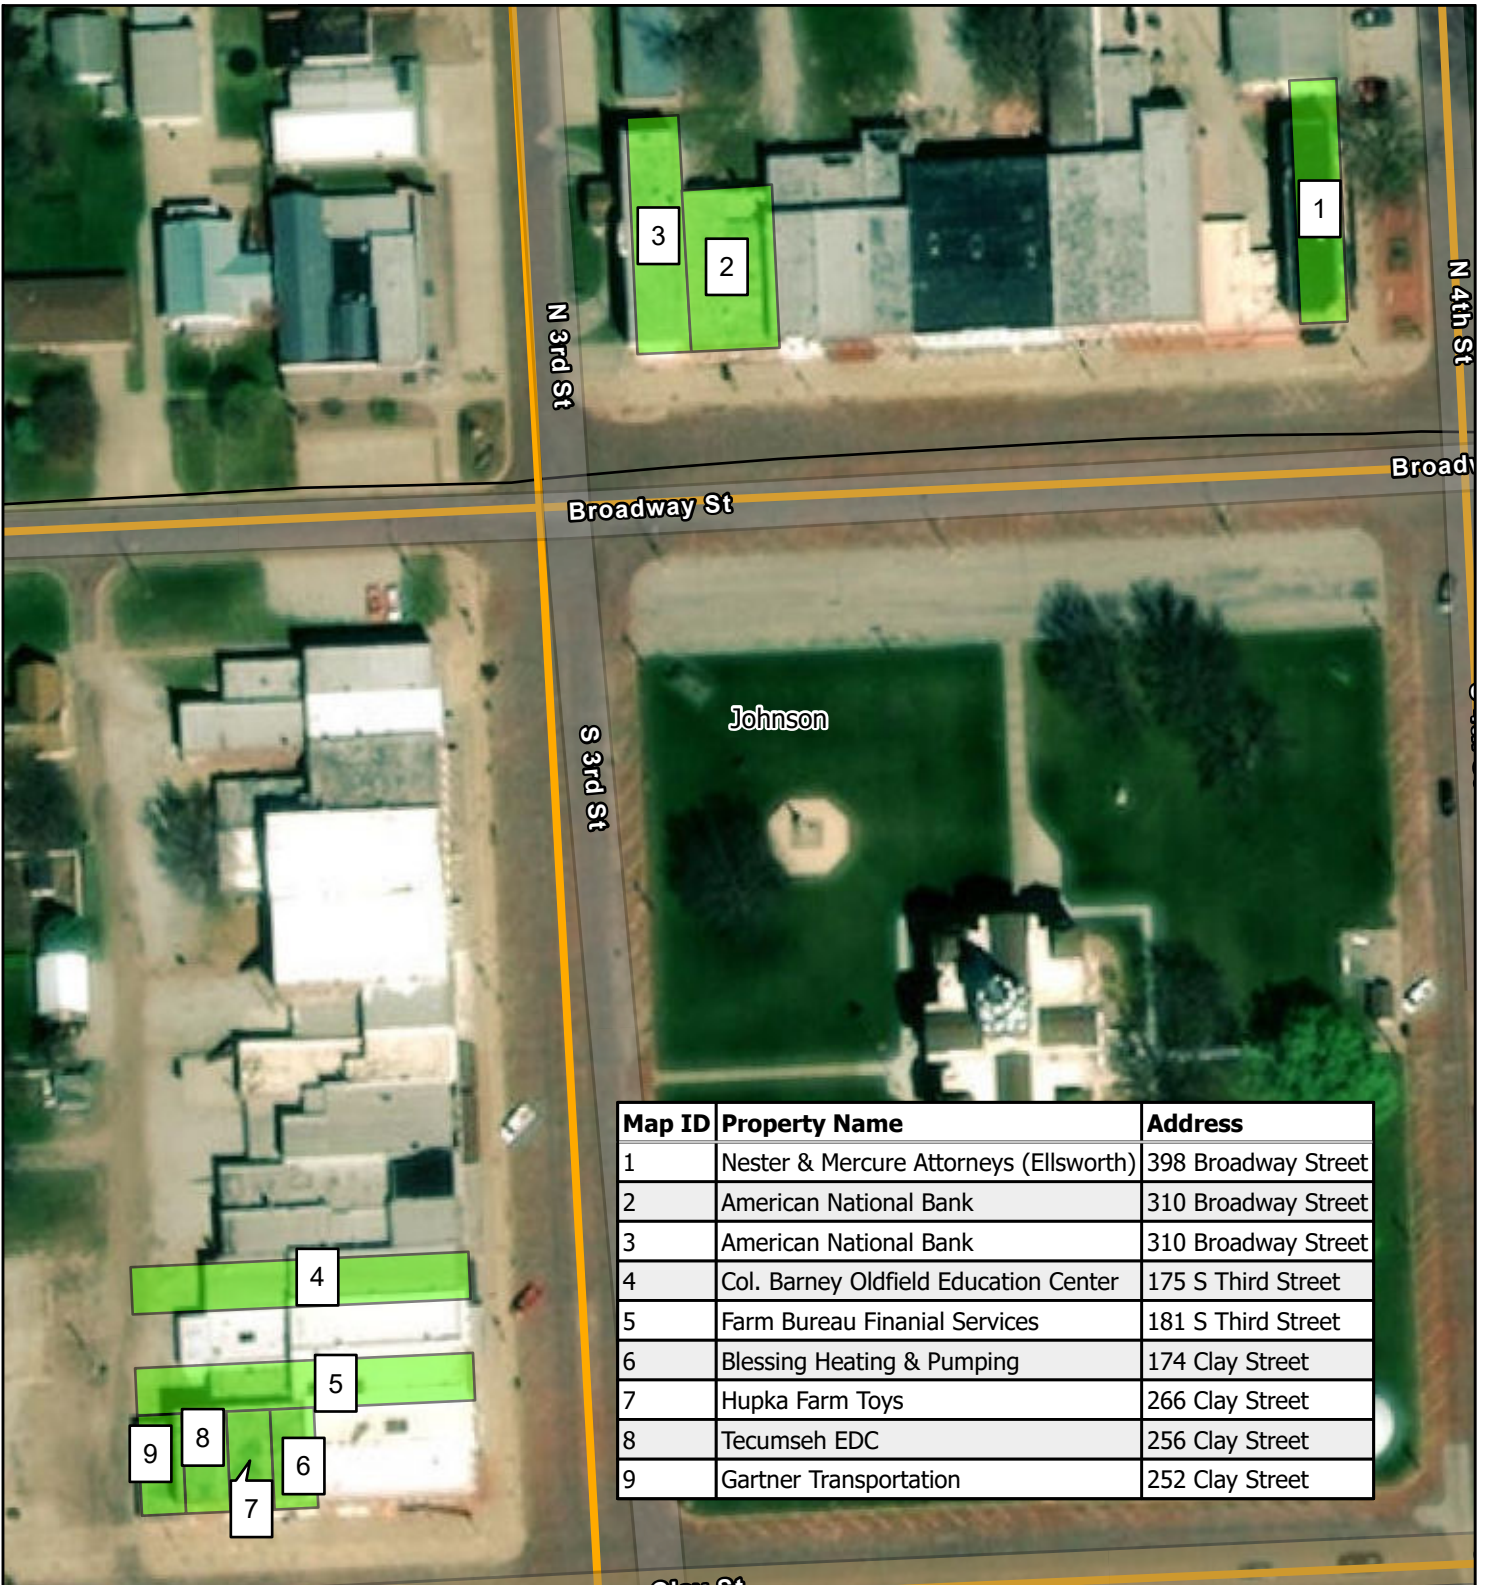 1
3
2
N 3rd St
N 4th St
Broadway St
Johnson
S 3rd St
Map ID Property Name Address
1 Nester & Mercure Attorneys (Ellsworth) 398 Broadway Street
2 American National Bank 310 Broadway Street
3 American National Bank 310 Broadway Street
4 Col. Barney Oldfield Education Center 175 S Third Street
5 Farm Bureau Finanial Services 181 S Third Street
6 Blessing Heating & Pumping 174 Clay Street
7 Hupka Farm Toys 266 Clay Street
8 Tecumseh EDC 256 Clay Street
9 Gartner Transportation 252 Clay Street
4
5
8
9
6
7